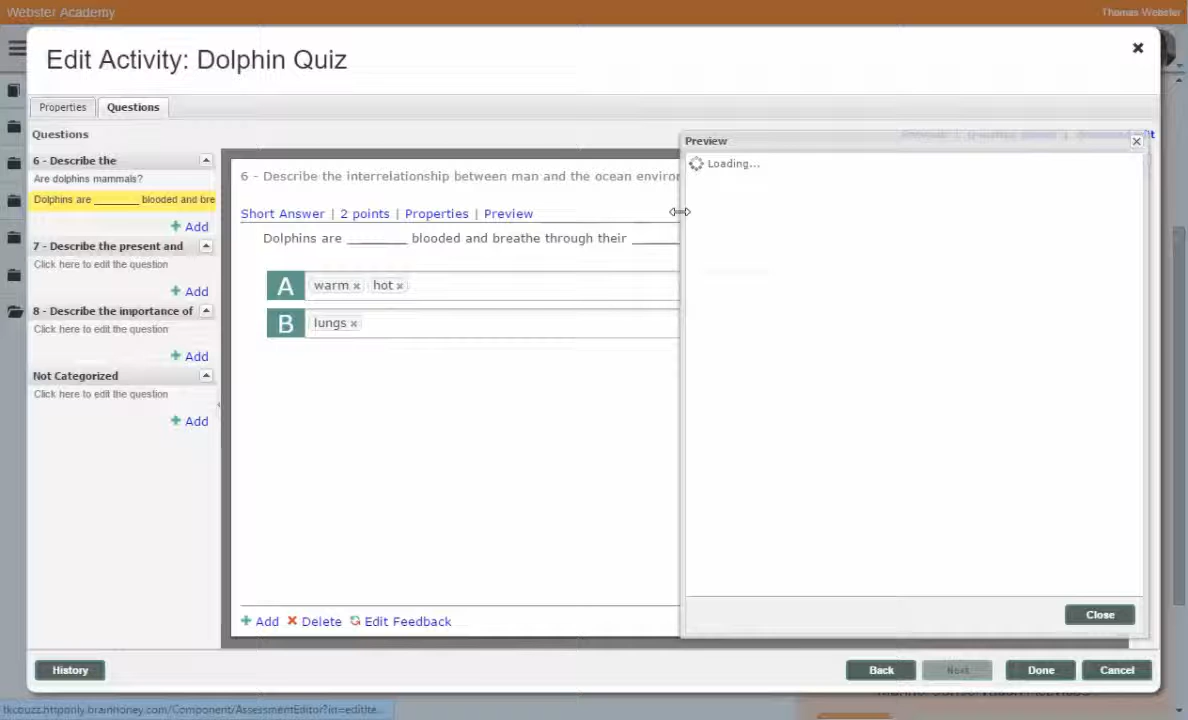 Webster Academy
Thomas Webster
Edit Activity: Dolphin Quiz
Properties
Questions
Questions
6 - Describe the
Are dolphins mammals?
Dolphins are ________ blooded and bre
Add
7 - Describe the present and
Click here to edit the question
Add
8 - Describe the importance of
Click here to edit the question
Add
Not Categorized
Click here to edit the question
Add
6 - Describe the interrelationship between man and the ocean enviror
Short Answer | 2 points | Properties | Preview
Dolphins are ________ blooded and breathe through their ______
A warm x hot x
B lungs x
Add Delete Edit Feedback
Preview
Loading...
Close
History
Back
Next
Done
Cancel